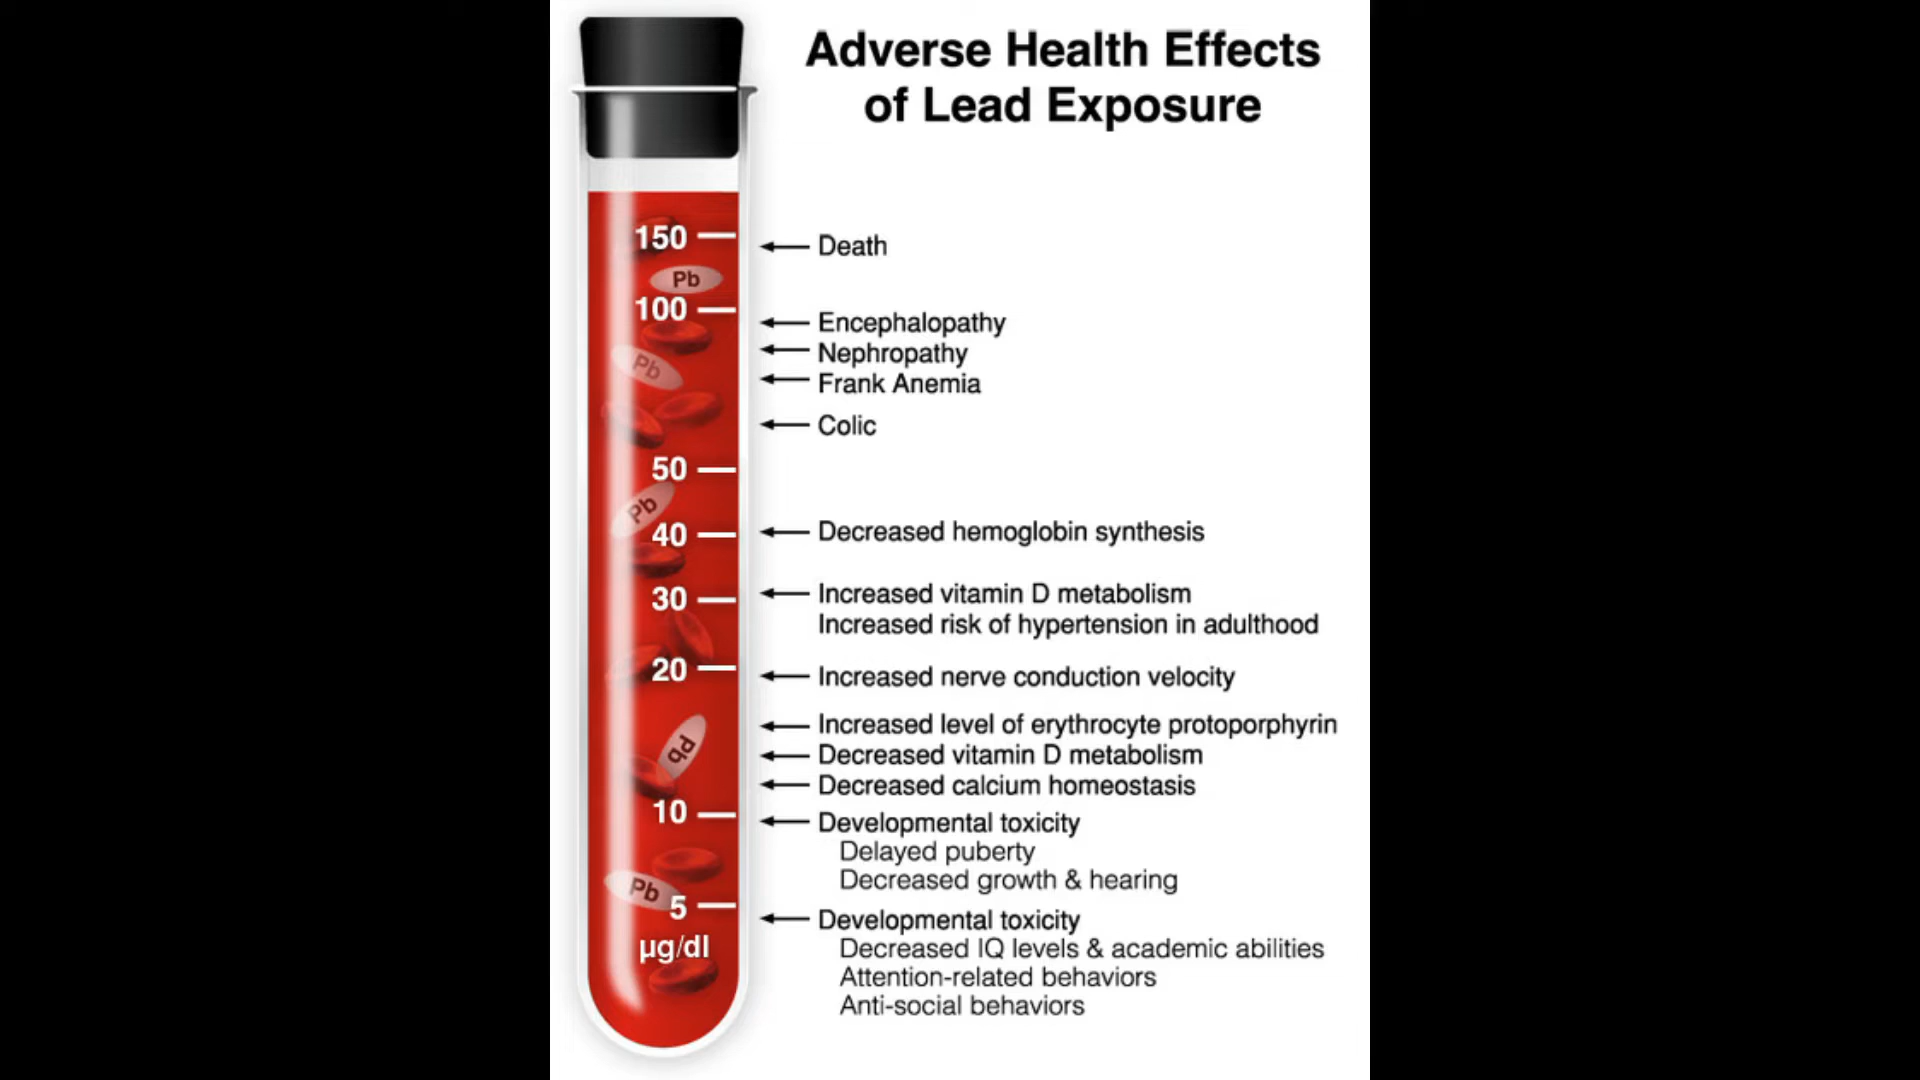 Adverse Health Effects
of Lead Exposure
150
Death
Pb
100
Encephalopathy
Nephropathy
Pb
Frank Anemia
Colic
50
Pb
40
Decreased hemoglobin synthesis
30
Increased vitamin D metabolism
Increased risk of hypertension in adulthood
20
Increased nerve conduction velocity
Increased level of erythrocyte protoporphyrin
Pb
Decreased vitamin D metabolism
Decreased calcium homeostasis
10
Developmental toxicity
Delayed puberty
Decreased growth & hearing
Pb
5
Developmental toxicity
µg/dl
Decreased IQ levels & academic abilities
Attention-related behaviors
Anti-social behaviors